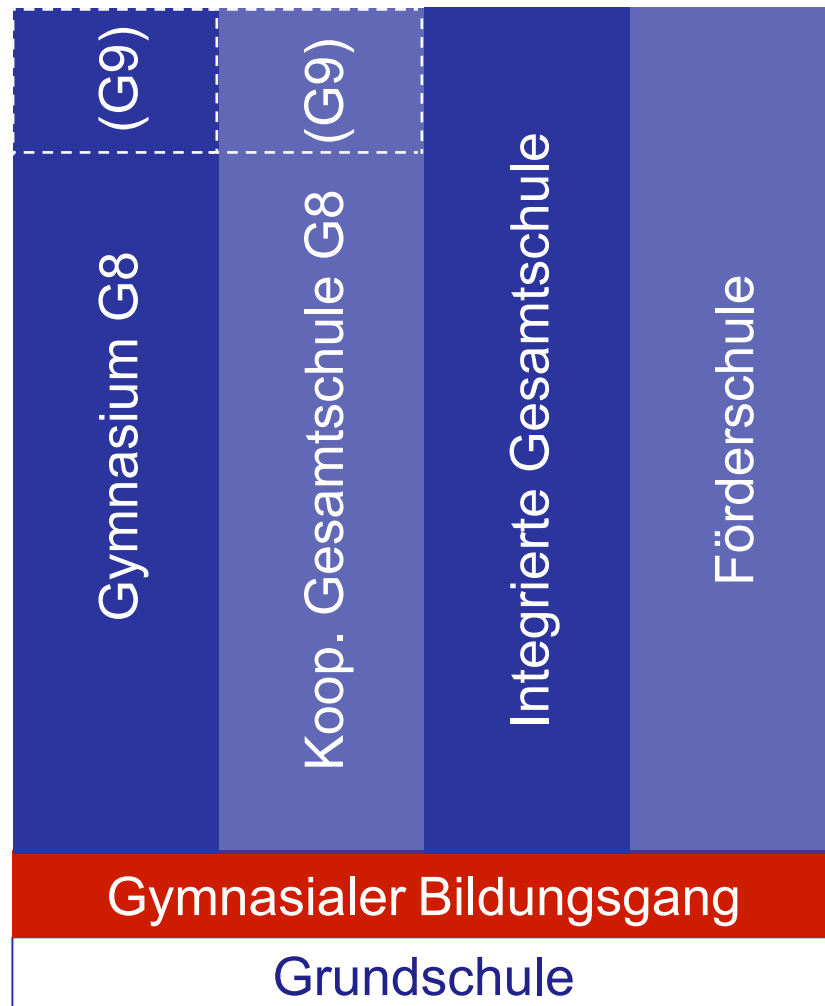 (G9)
Gymnasium G8
(G9)
Koop. Gesamtschule G8
Integrierte Gesamtschule
Förderschule
Gymnasialer Bildungsgang
Grundschule